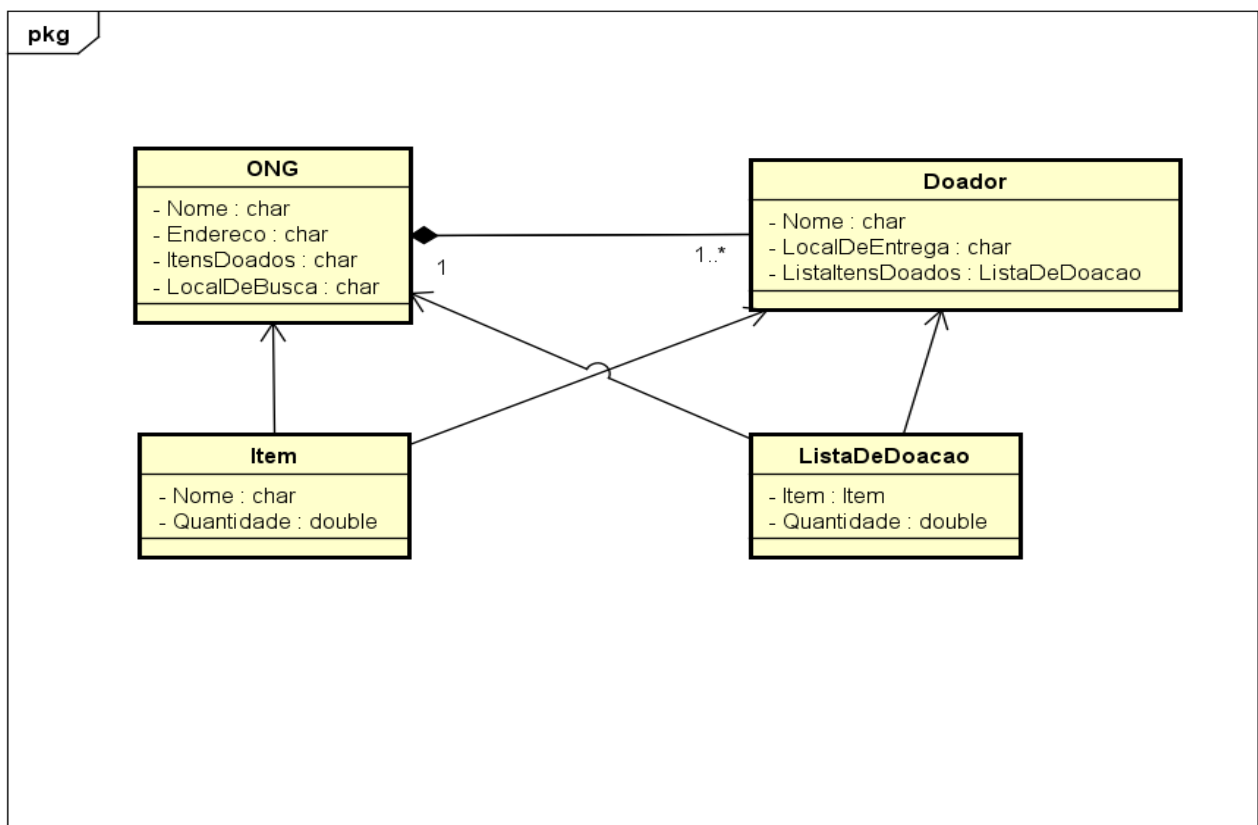 pkg
ONG
- Nome : char
- Endereco : char
- ItensDoados : char
- LocalDeBusca : char
1
1..*
Doador
- Nome : char
- LocalDeEntrega : char
- ListaItensDoados : ListaDeDoacao
Item
- Nome : char
- Quantidade : double
ListaDeDoacao
- Item : Item
- Quantidade : double